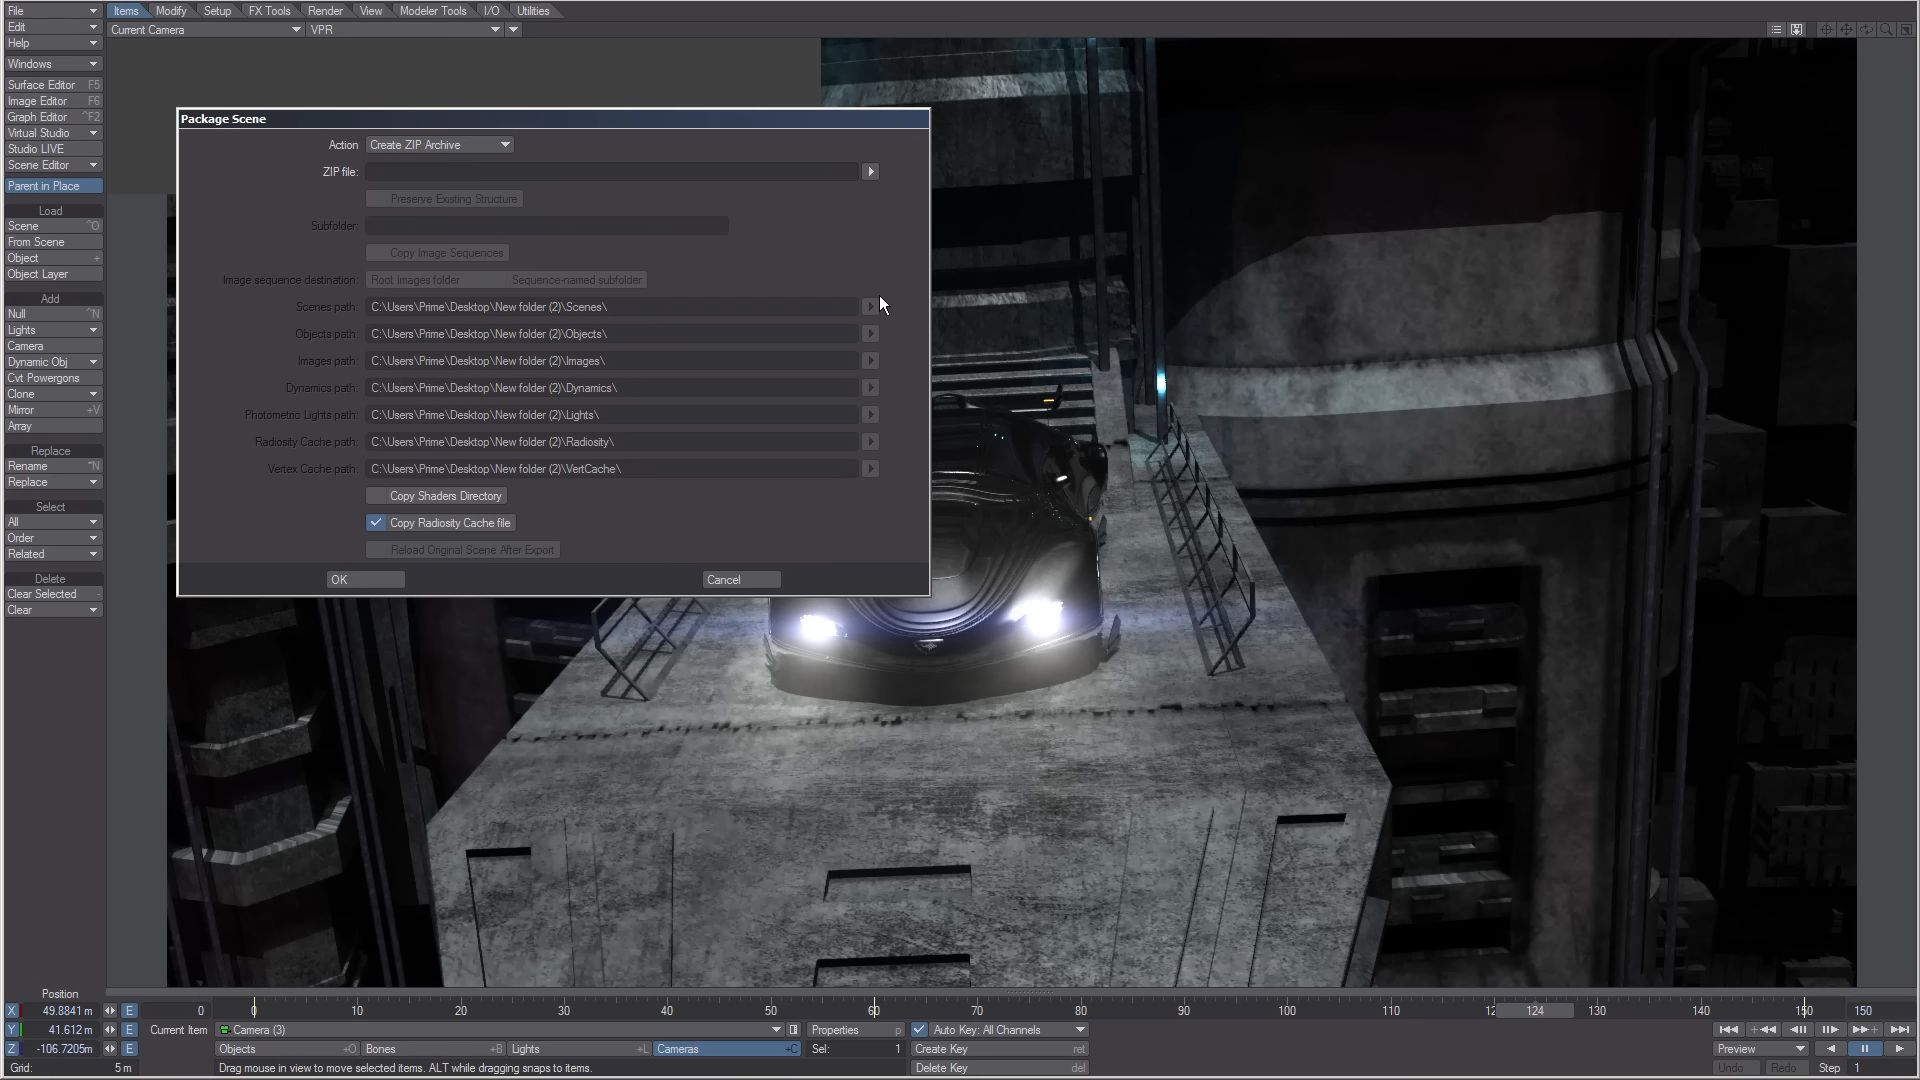 File Items Modify Setup FX Tools Render View Modeler Tools I/O Utilities
Edit Current Camera VPR
Help
Windows
Surface Editor F5
Image Editor F6
Graph Editor ^F2
Virtual Studio
Studio LIVE
Scene Editor
Parent in Place
Load
Scene ^O
From Scene
Object +
Object Layer
Add
Null ^N
Lights
Camera
Dynamic Obj
Cvt Powergons
Clone
Mirror +V
Array
Replace
Rename ^N
Replace
Select
All
Order
Related
Delete
Clear Selected -
Clear
Package Scene
Action Create ZIP Archive
ZIP file:
Preserve Existing Structure
Subfolder:
Copy Image Sequences
Image sequence destination: Root Images folder Sequence-named subfolder
Scenes path: C:\Users\Prime\Desktop\New folder (2)\Scenes\
Objects path: C:\Users\Prime\Desktop\New folder (2)\Objects\
Images path: C:\Users\Prime\Desktop\New folder (2)\Images\
Dynamics path: C:\Users\Prime\Desktop\New folder (2)\Dynamics\
Photometric Lights path: C:\Users\Prime\Desktop\New folder (2)\Lights\
Radiosity Cache path: C:\Users\Prime\Desktop\New folder (2)\Radiosity\
Vertex Cache path: C:\Users\Prime\Desktop\New folder (2)\VertCache\
Copy Shaders Directory
Copy Radiosity Cache file
Reload Original Scene After Export
OK Cancel
Position
X 49.8841 m E 0 0 10 20 30 40 50 60 70 80 90 100 110 12 124 130 140 150 150
Y 41.612 m E Current Item Camera (3) Properties p Auto Key: All Channels
Z -106.7205m E Objects +O Bones +B Lights +L Cameras +C Sel: 1 Create Key ret Preview
Grid: 5 m Drag mouse in view to move selected items. ALT while dragging snaps to items. Delete Key del Undo Redo Step 1